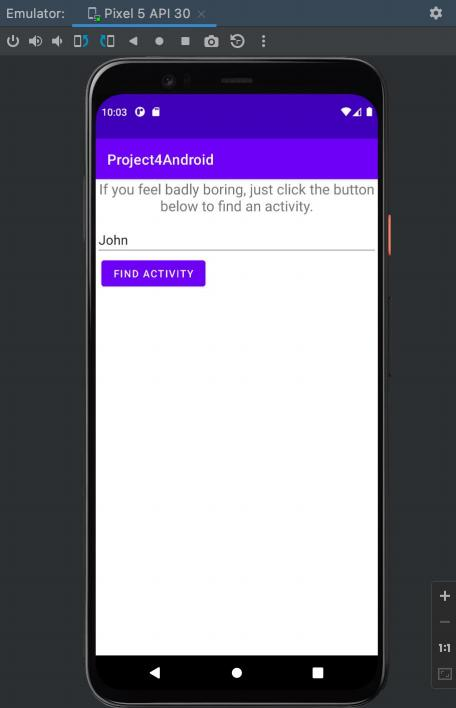 Emulator: Pixel 5 API 30
10:03
Project4Android
If you feel badly boring, just click the button
below to find an activity.
John
FIND ACTIVITY
1:1